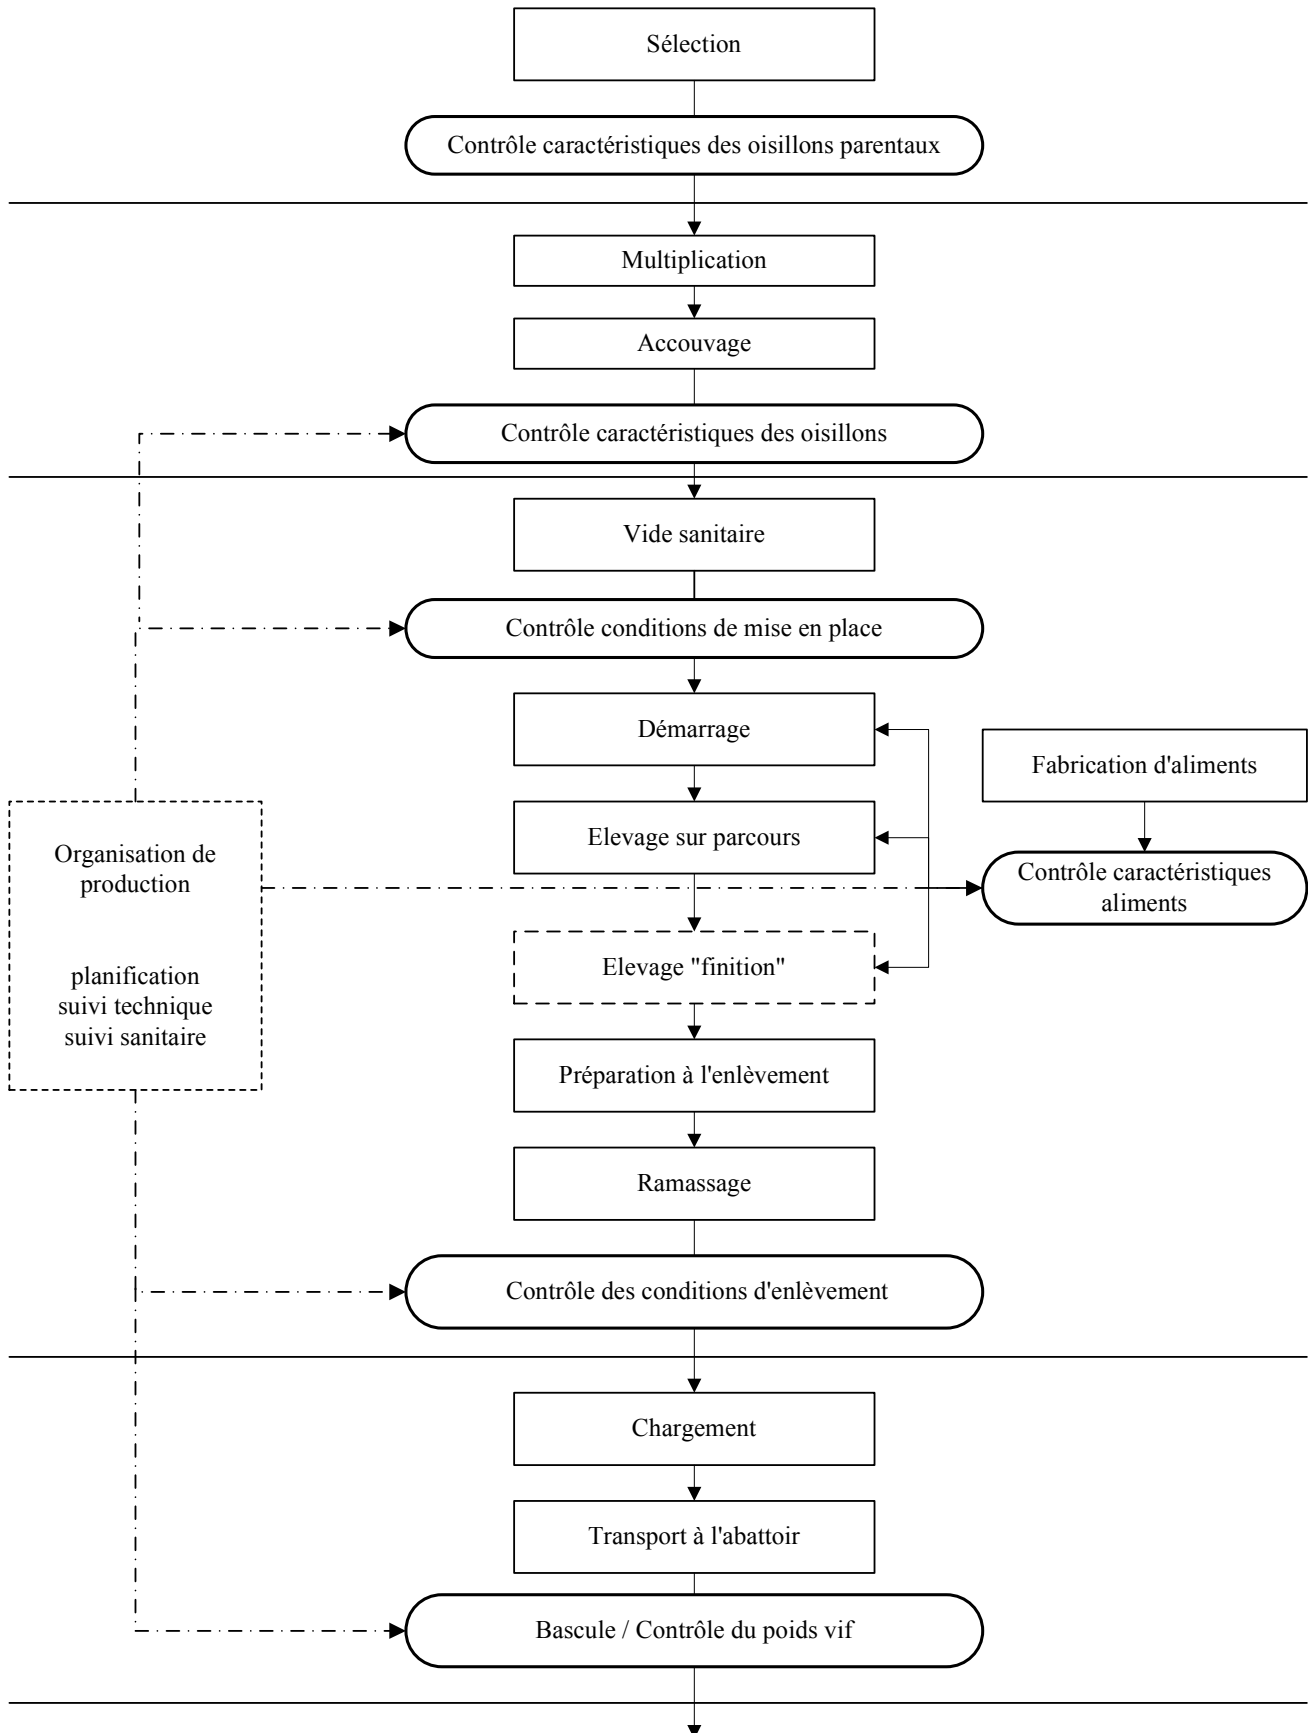 Sélection
Contrôle caractéristiques des oisillons parentaux
Multiplication
Accouvage
Contrôle caractéristiques des oisillons
Vide sanitaire
Contrôle conditions de mise en place
Démarrage
Fabrication d'aliments
Elevage sur parcours
Organisation de
production
planification
suivi technique
suivi sanitaire
Contrôle caractéristiques
aliments
Elevage "finition"
Préparation à l'enlèvement
Ramassage
Contrôle des conditions d'enlèvement
Chargement
Transport à l'abattoir
Bascule / Contrôle du poids vif